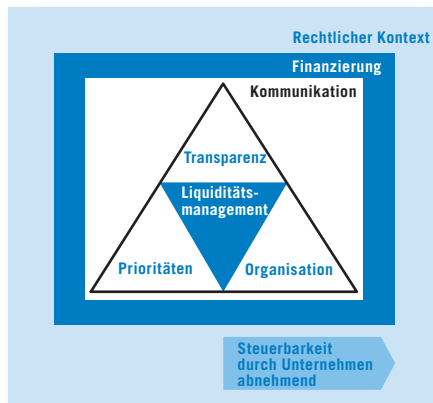 Rechtlicher Kontext
Finanzierung
Kommunikation
Transparenz
Liquiditäts-
management
Prioritäten
Organisation
Steuerbarkeit
durch Unternehmen
abnehmend